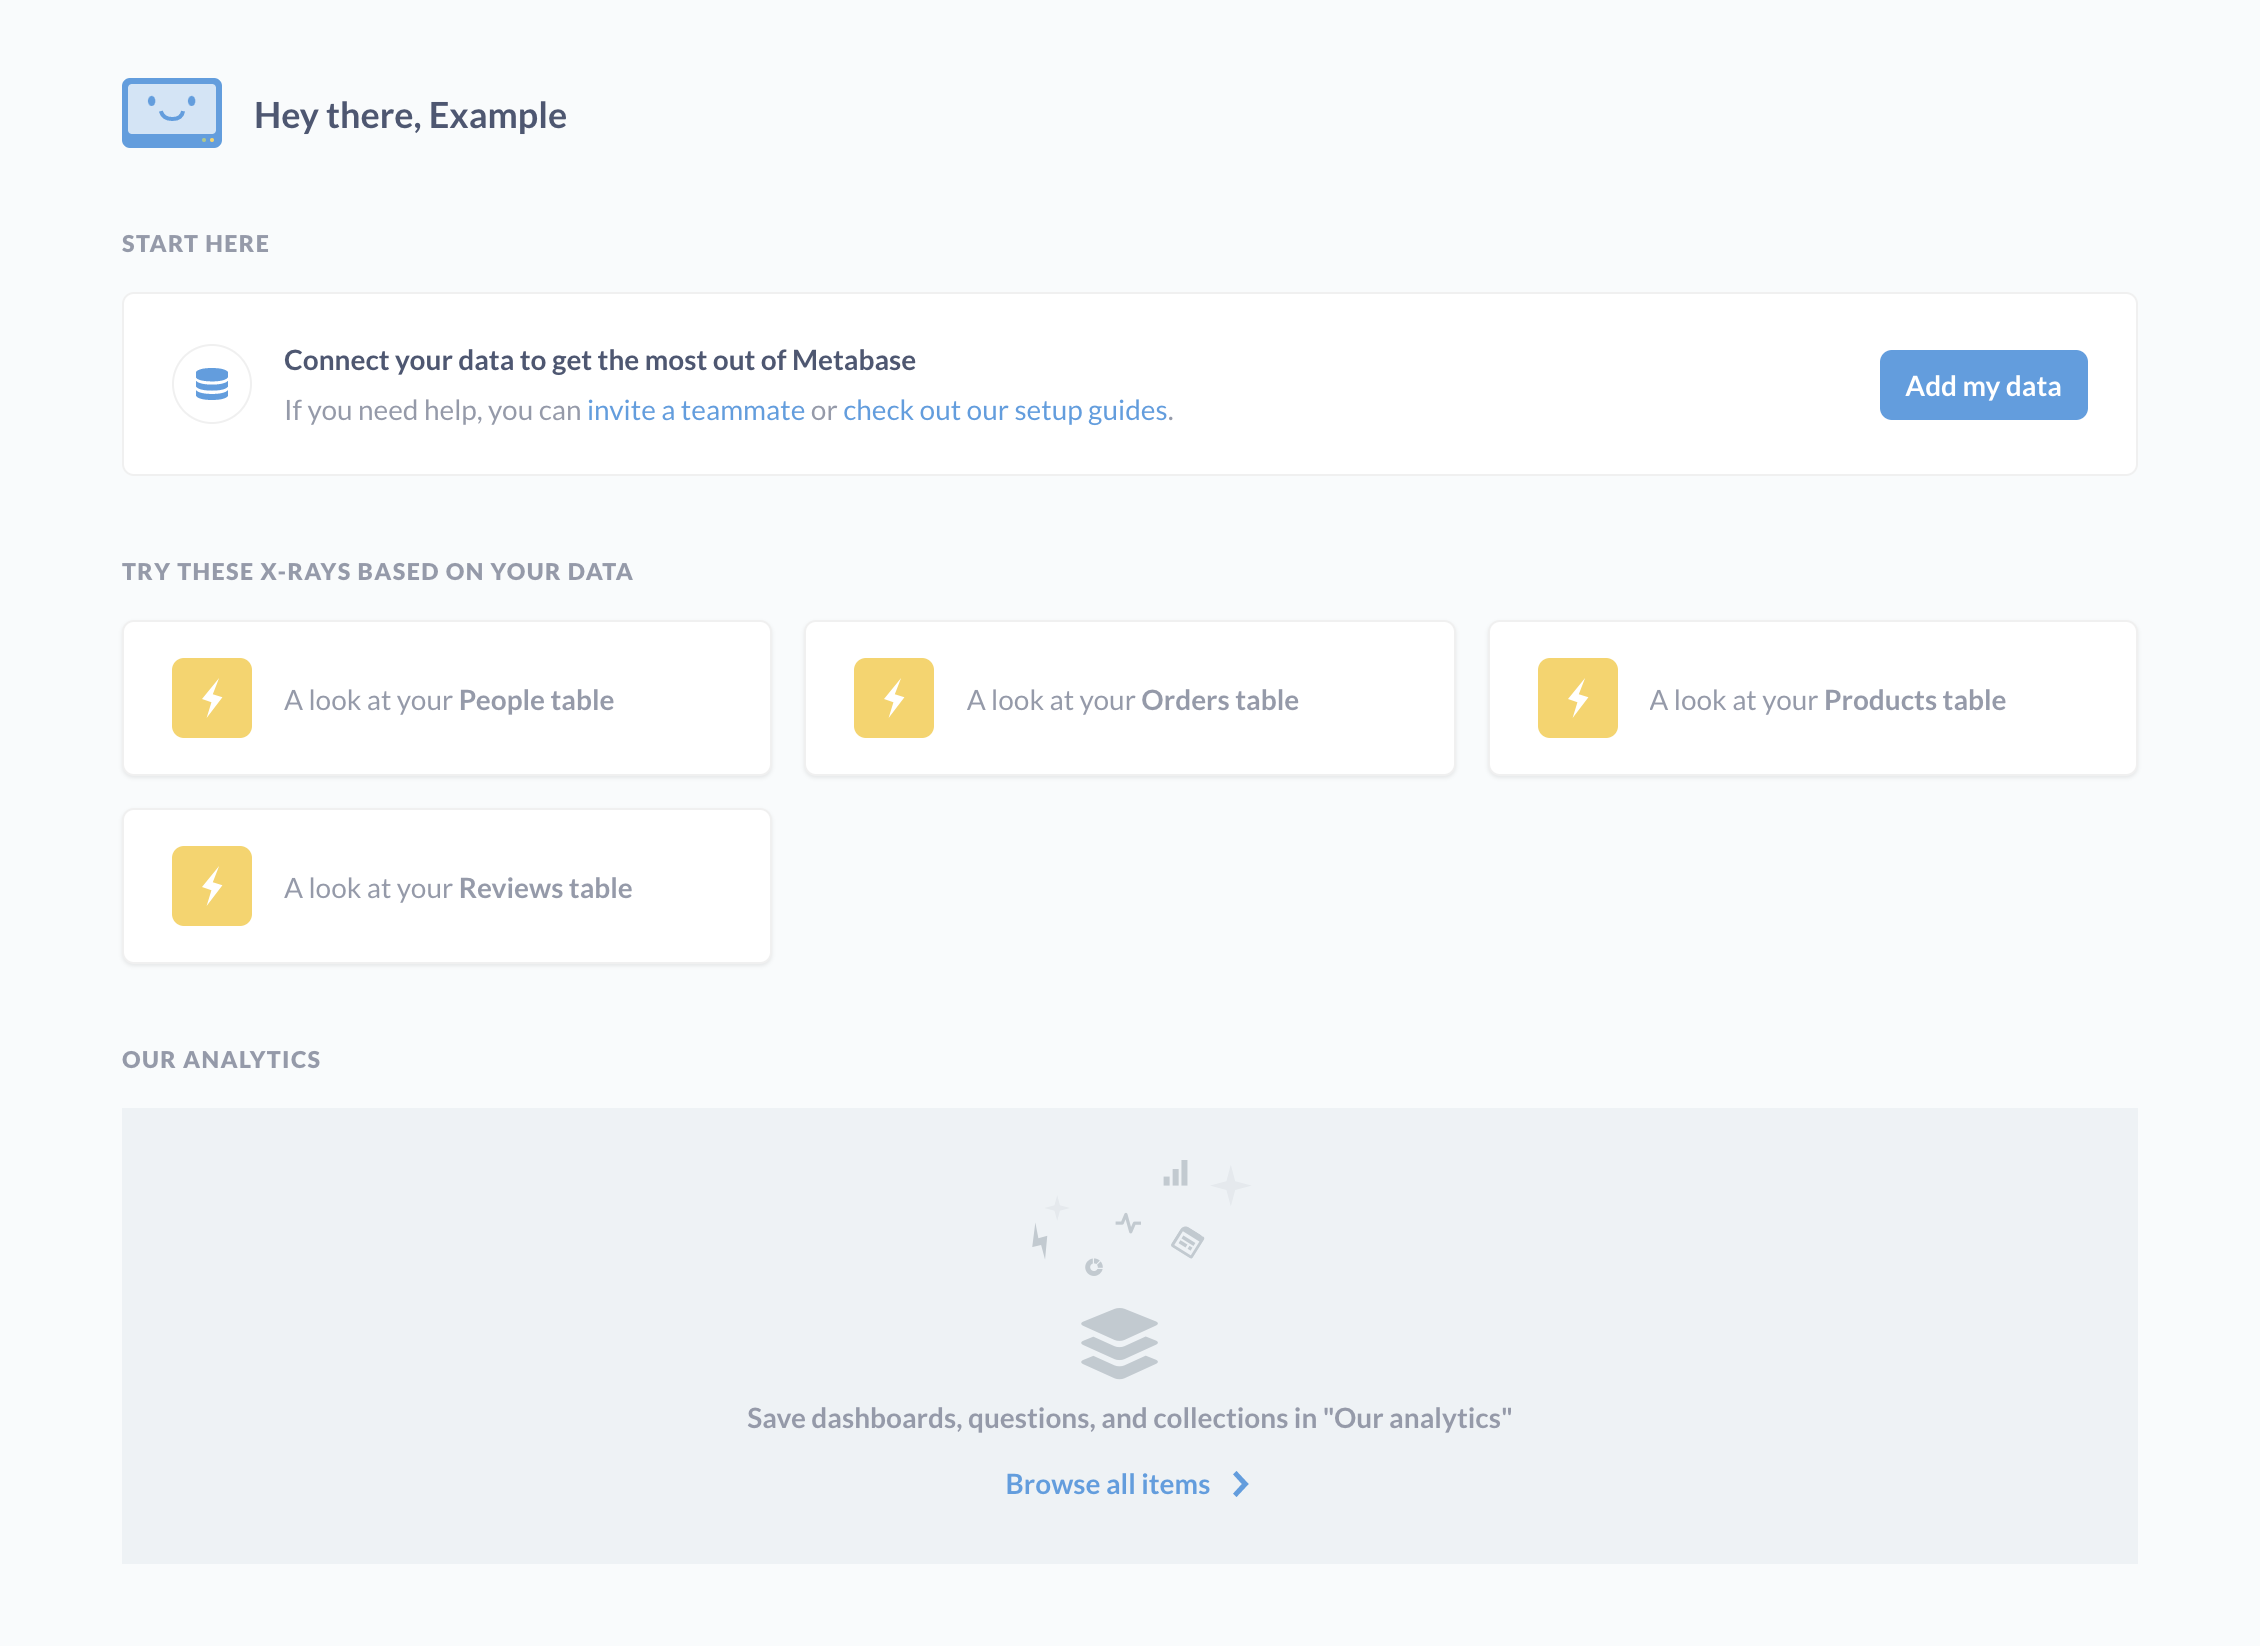 Hey there, Example
START HERE
Connect your data to get the most out of Metabase
If you need help, you can invite a teammate or check out our setup guides.
Add my data
TRY THESE X-RAYS BASED ON YOUR DATA
A look at your People table
A look at your Orders table
A look at your Products table
A look at your Reviews table
OUR ANALYTICS
Save dashboards, questions, and collections in "Our analytics"
Browse all items